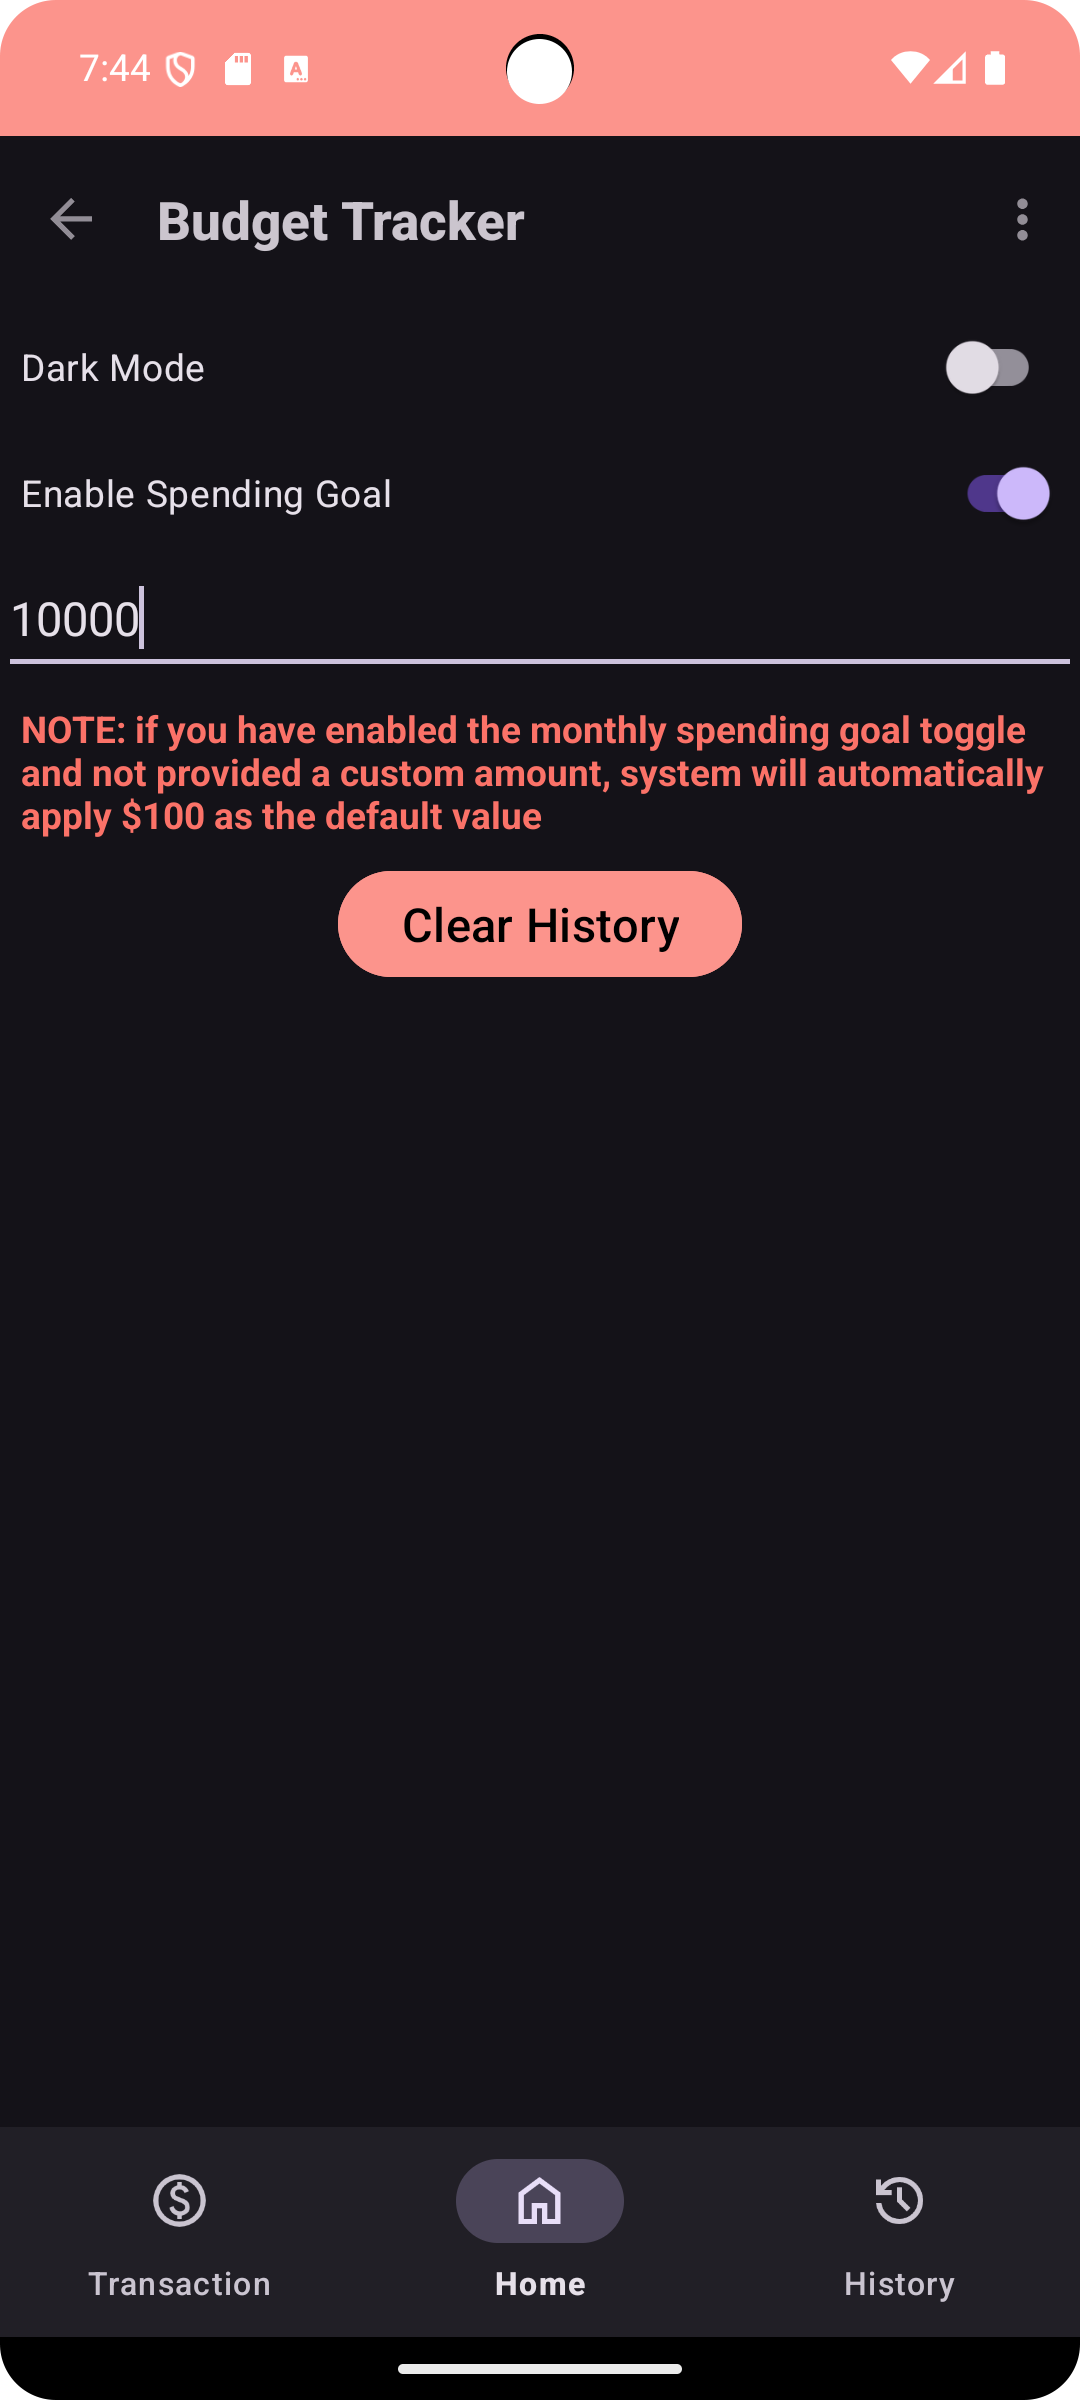 7:44
Budget Tracker
Dark Mode
Enable Spending Goal
10000
NOTE: if you have enabled the monthly spending goal toggle
and not provided a custom amount, system will automatically
apply $100 as the default value
Clear History
Transaction
Home
History